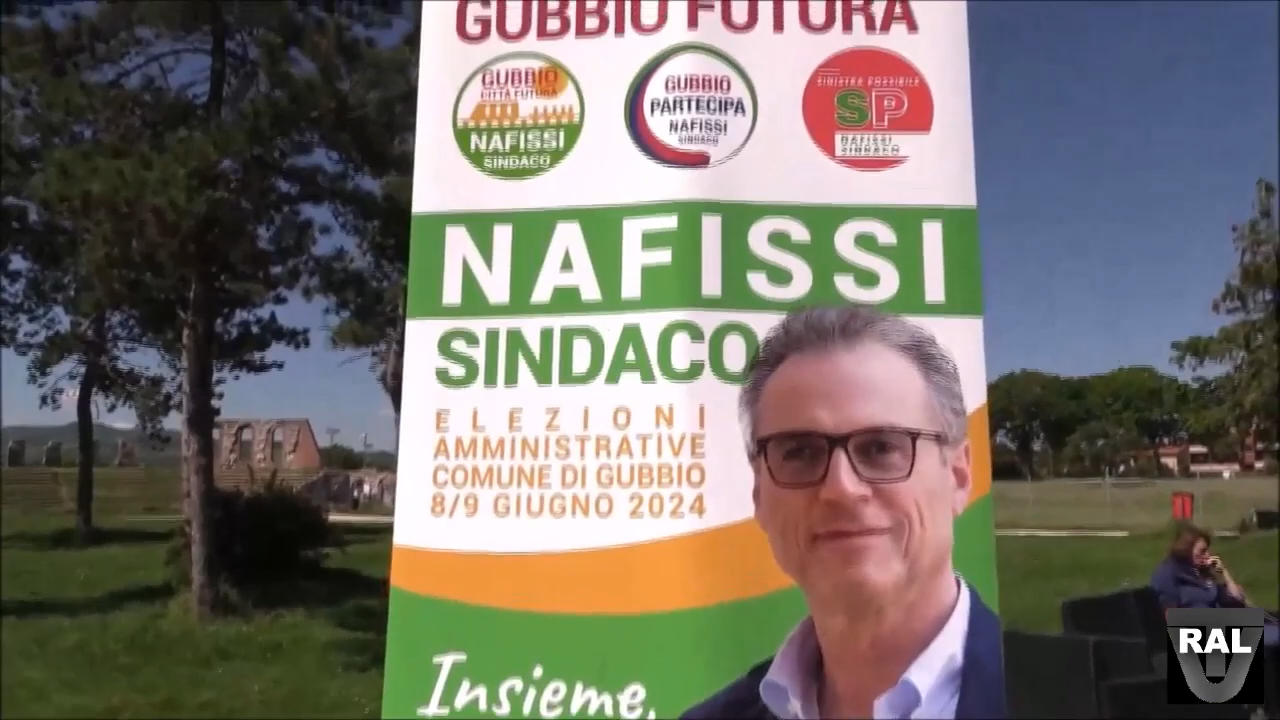 GUBBIO FUTURA
GUBBIO
CITTÀ FUTURA
NAFISSI
SINDACO
GUBBIO
PARTECIPA
NAFISSI
SINDACO
SINISTRA POSSIBILE
SP
NAFISSI
SINDACO
NAFISSI
SINDACO
ELEZIONI
AMMINISTRATIVE
COMUNE DI GUBBIO
8/9 GIUGNO 2024
Insieme,
RAL